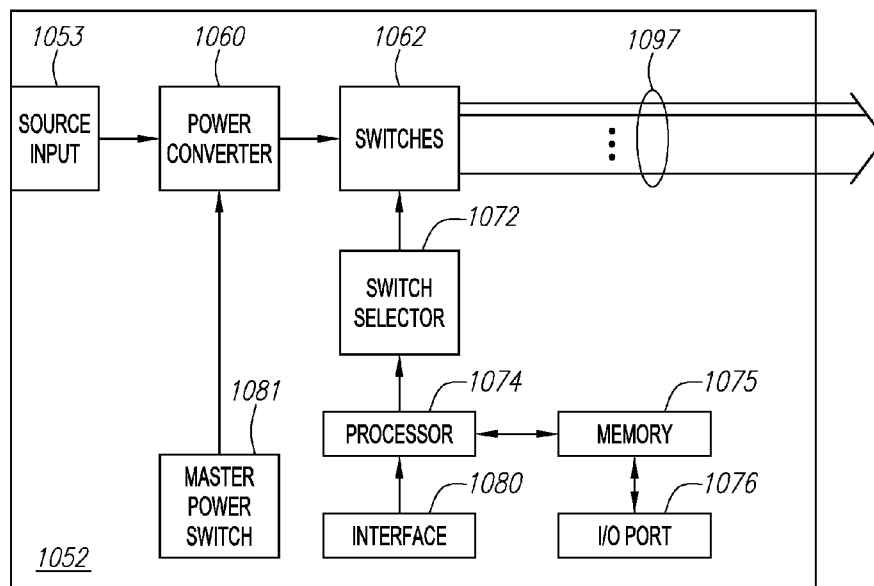 1053
1060
1062
1097
SOURCE
INPUT
POWER
CONVERTER
SWITCHES
1072
SWITCH
SELECTOR
1081
1074
1075
PROCESSOR
MEMORY
MASTER
POWER
SWITCH
1080
1076
INTERFACE
I/O PORT
1052